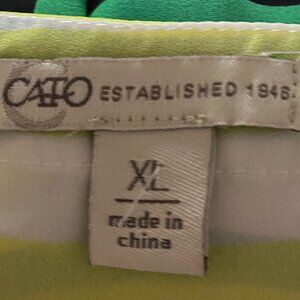 CATO ESTABLISHED 1946
XL
made in
china